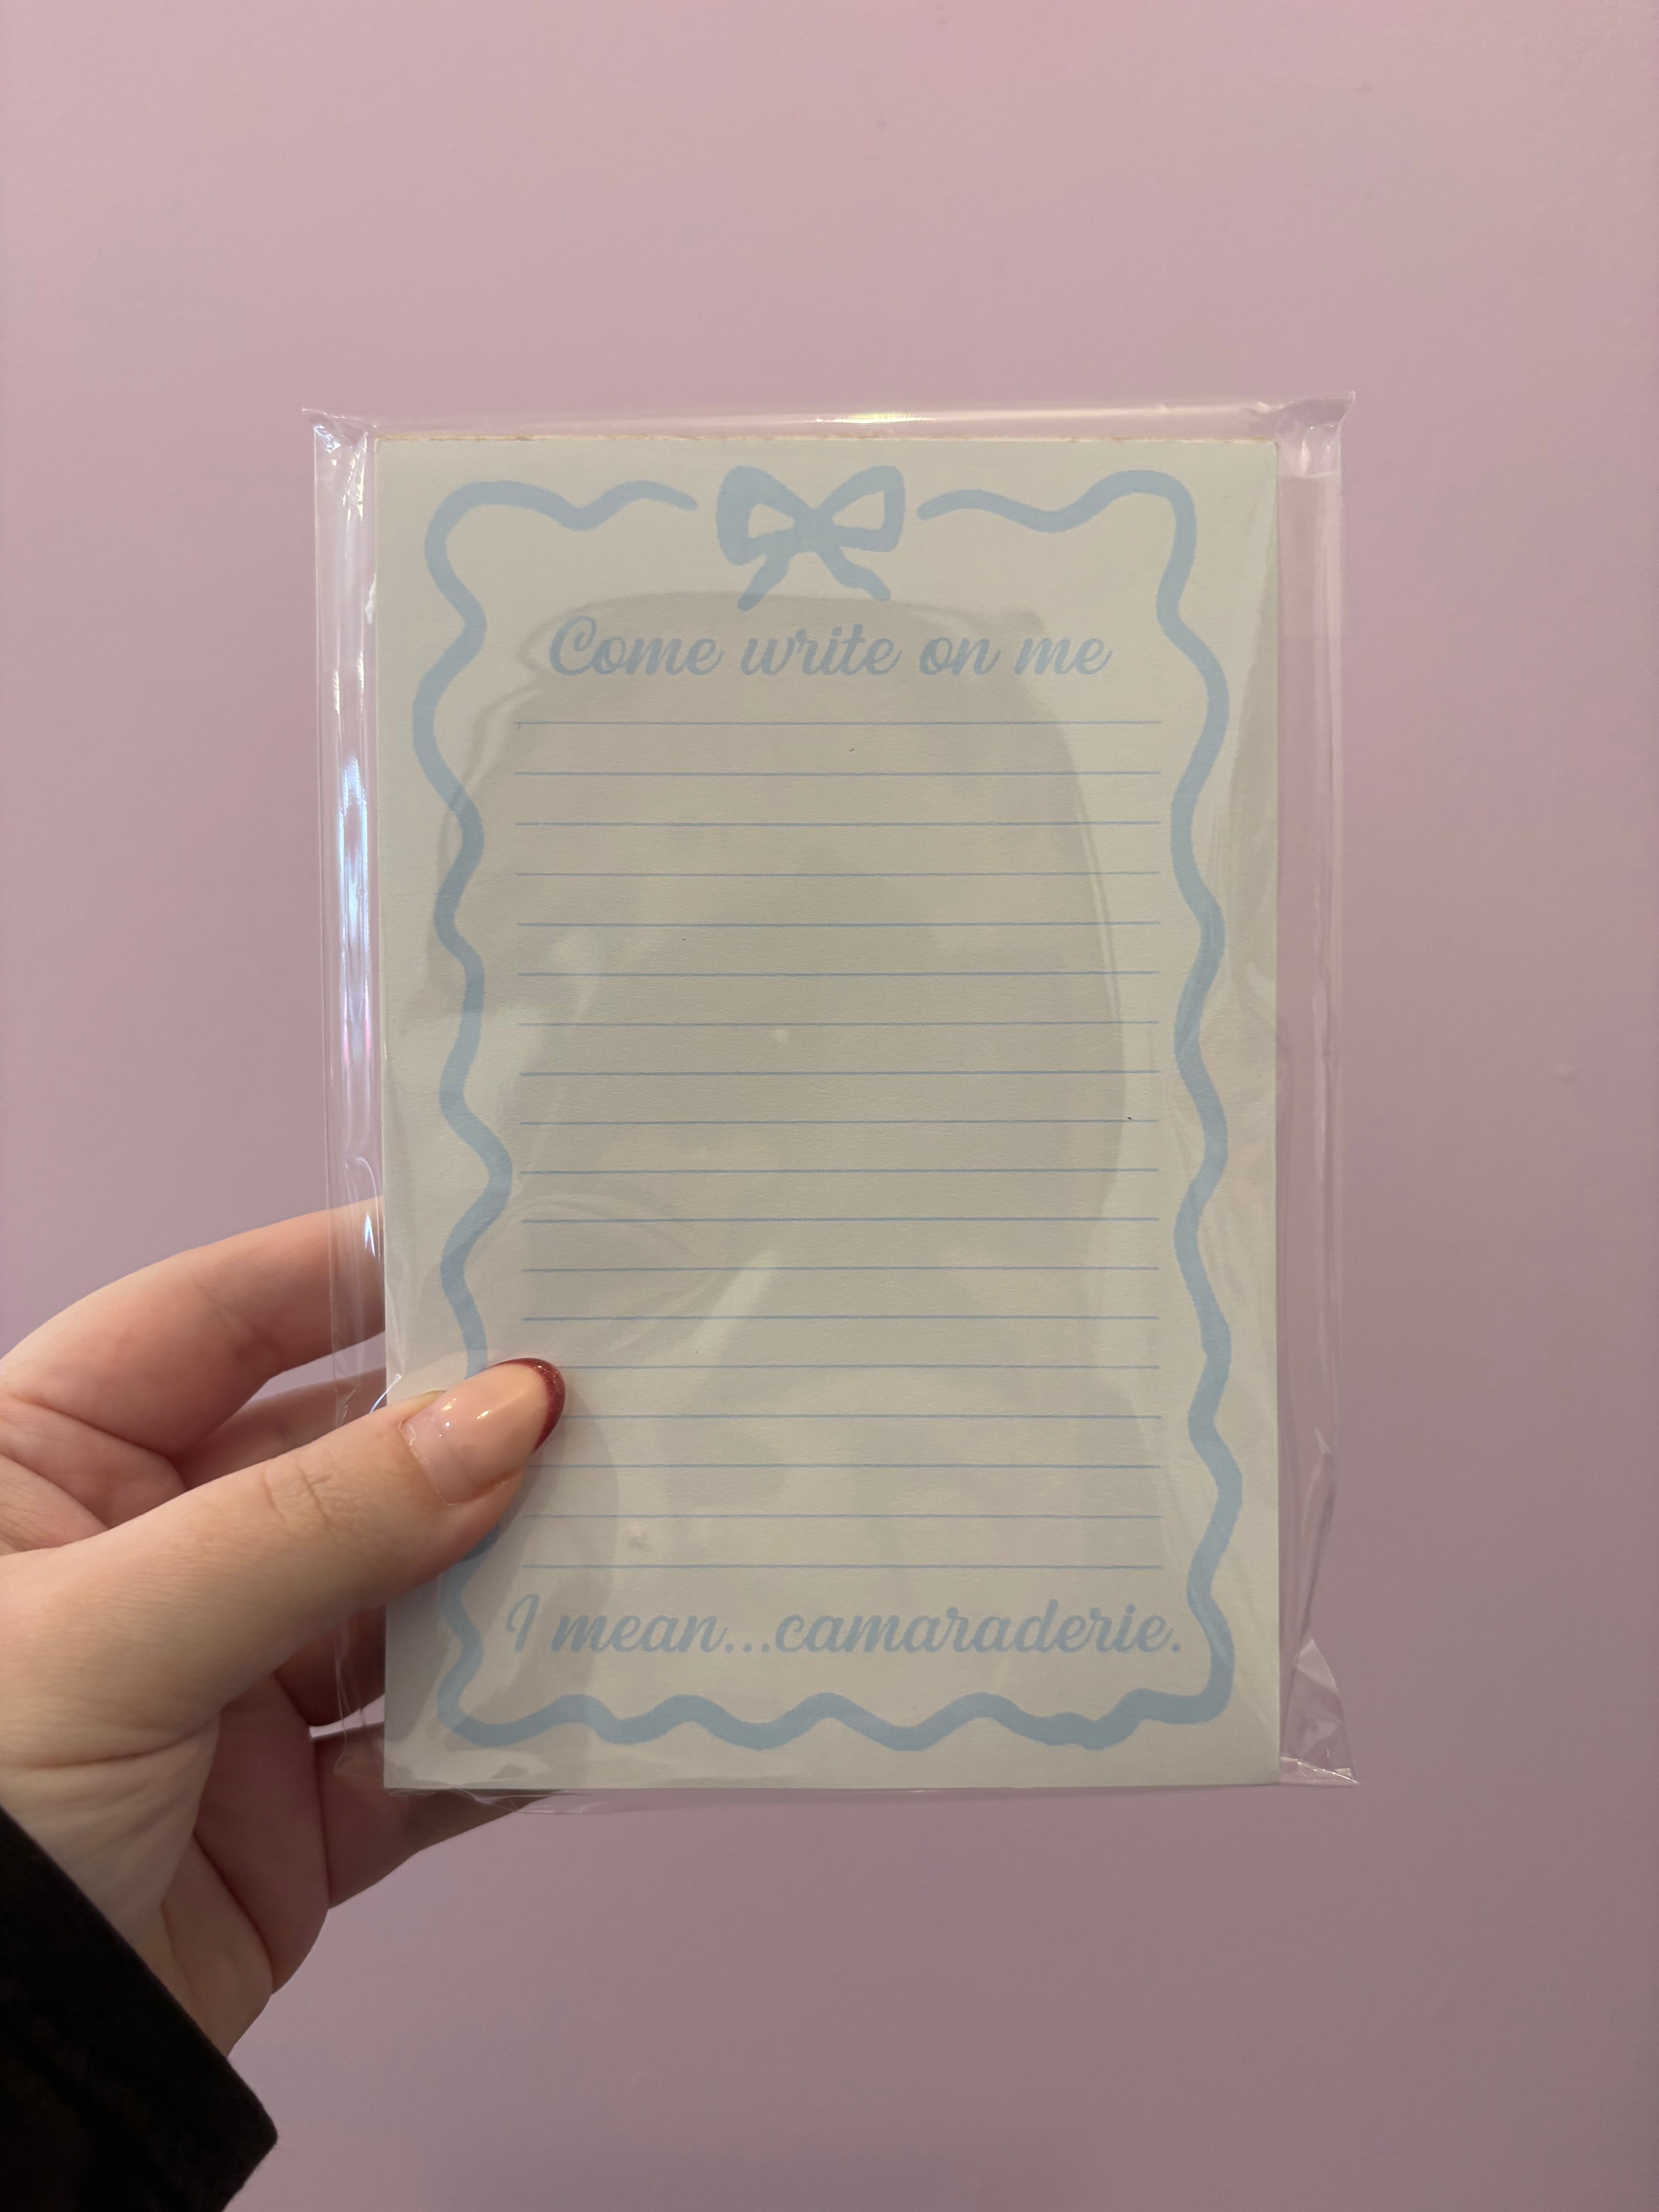 Come write on me
I mean...camaraderie.